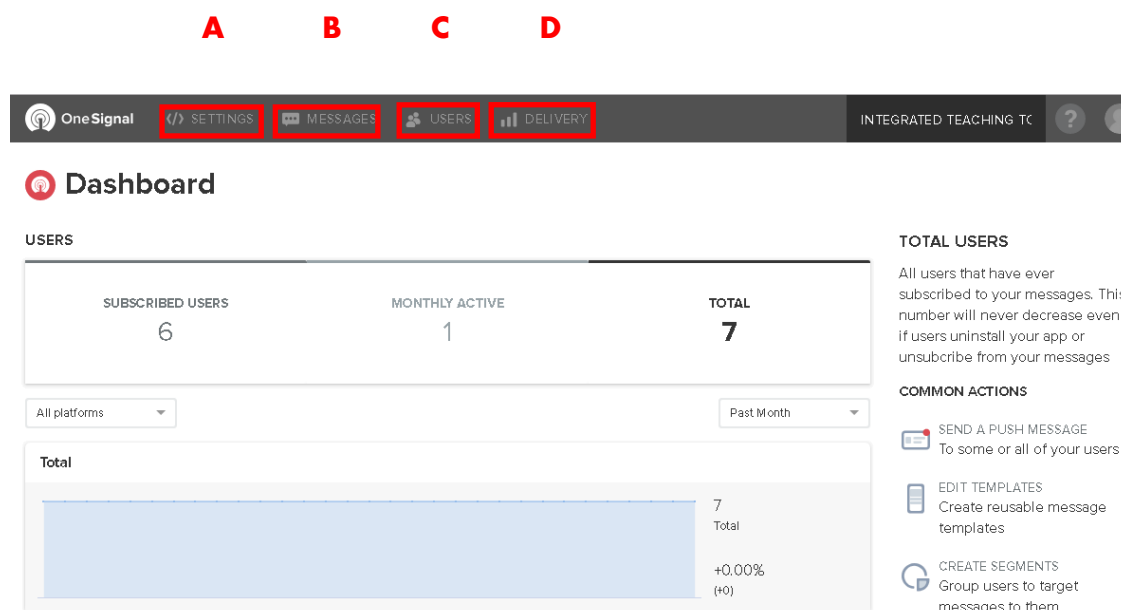 A B C D
OneSignal </> SETTINGS MESSAGES USERS DELIVERY INTEGRATED TEACHING TO ?
Dashboard
USERS
SUBSCRIBED USERS MONTHLY ACTIVE TOTAL
6 1 7
All platforms Past Month
Total
7
Total
+0.00%
(+0)
TOTAL USERS
All users that have ever
subscribed to your messages. This
number will never decrease even
if users uninstall your app or
unsubcribe from your messages
COMMON ACTIONS
SEND A PUSH MESSAGE
To some or all of your users
EDIT TEMPLATES
Create reusable message
templates
CREATE SEGMENTS
Group users to target
messages to them